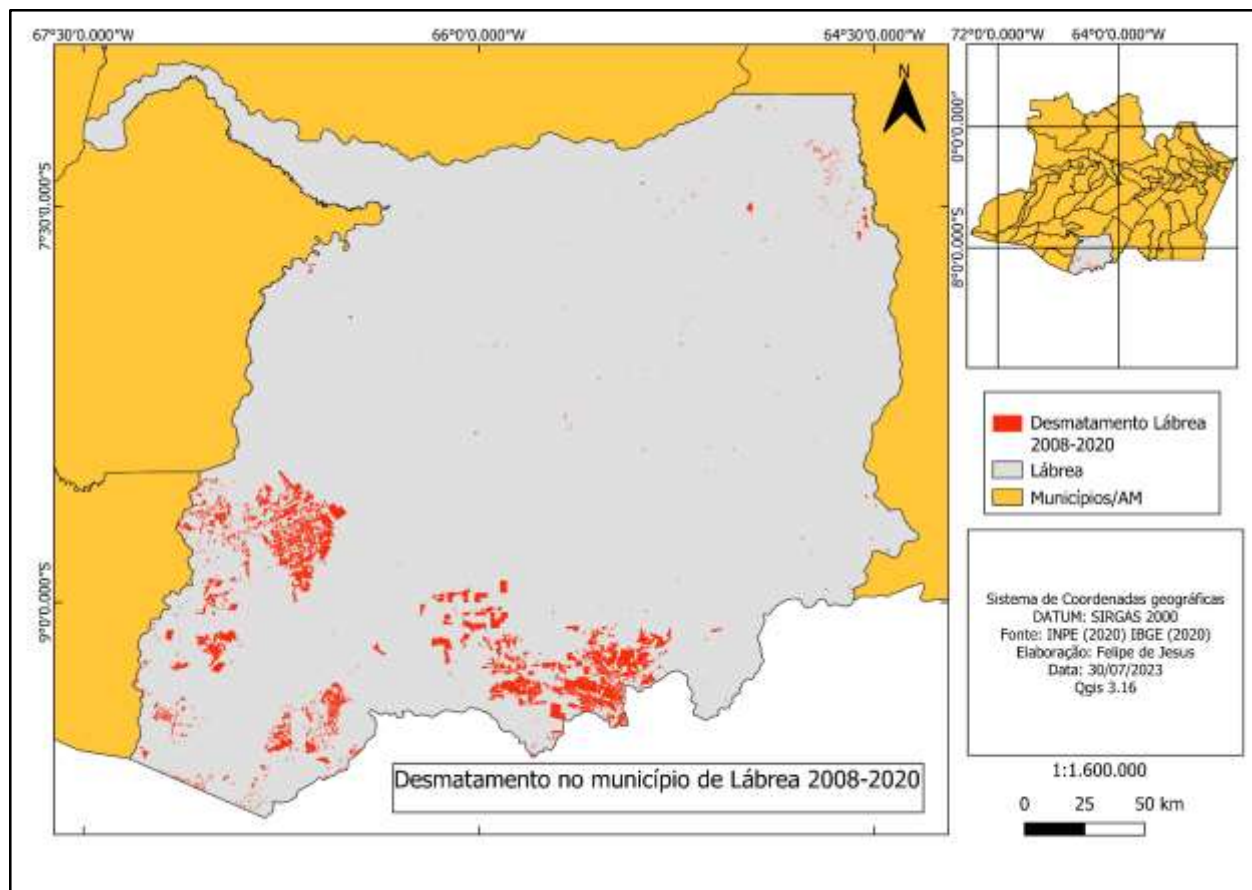 67°30'0.000"W
66°0'0.000"W
64°30'0.000"W
72°0'0.000"W
64°0'0.000"W
N
0°0'0.000"
8°0'0.000"S
7°30'0.000"S
9°0'0.000"S
Desmatamento Lábrea
2008-2020
Lábrea
Municípios/AM
Sistema de Coordenadas geográficas
DATUM: SIRGAS 2000
Fonte: INPE (2020) IBGE (2020)
Elaboração: Felipe de Jesus
Data: 30/07/2023
Qgis 3.16
Desmatamento no município de Lábrea 2008-2020
1:1.600.000
0 25 50 km